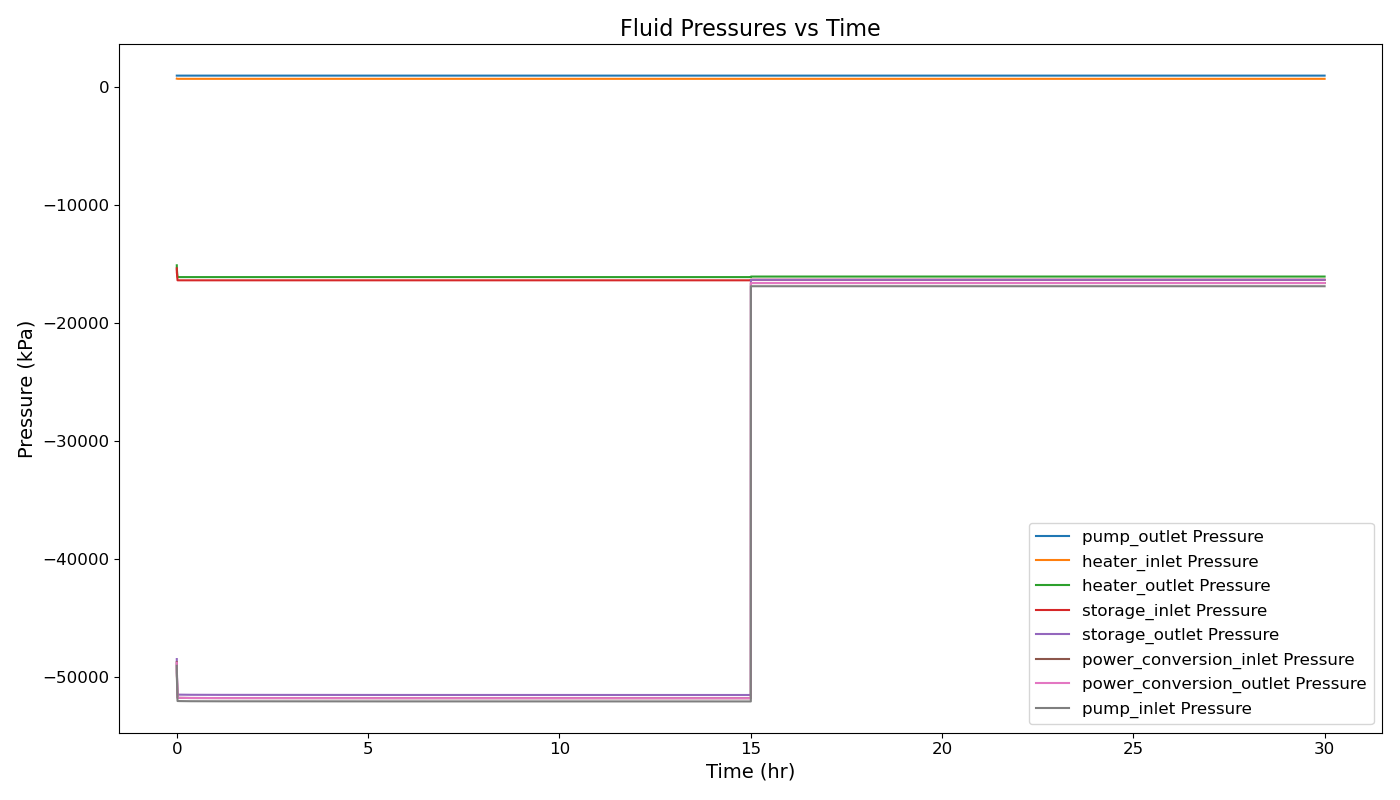 Fluid Pressures vs Time
Pressure (kPa)
0
−10000
−20000
−30000
−40000
−50000
0 5 10 15 20 25 30
Time (hr)
pump_outlet Pressure
heater_inlet Pressure
heater_outlet Pressure
storage_inlet Pressure
storage_outlet Pressure
power_conversion_inlet Pressure
power_conversion_outlet Pressure
pump_inlet Pressure